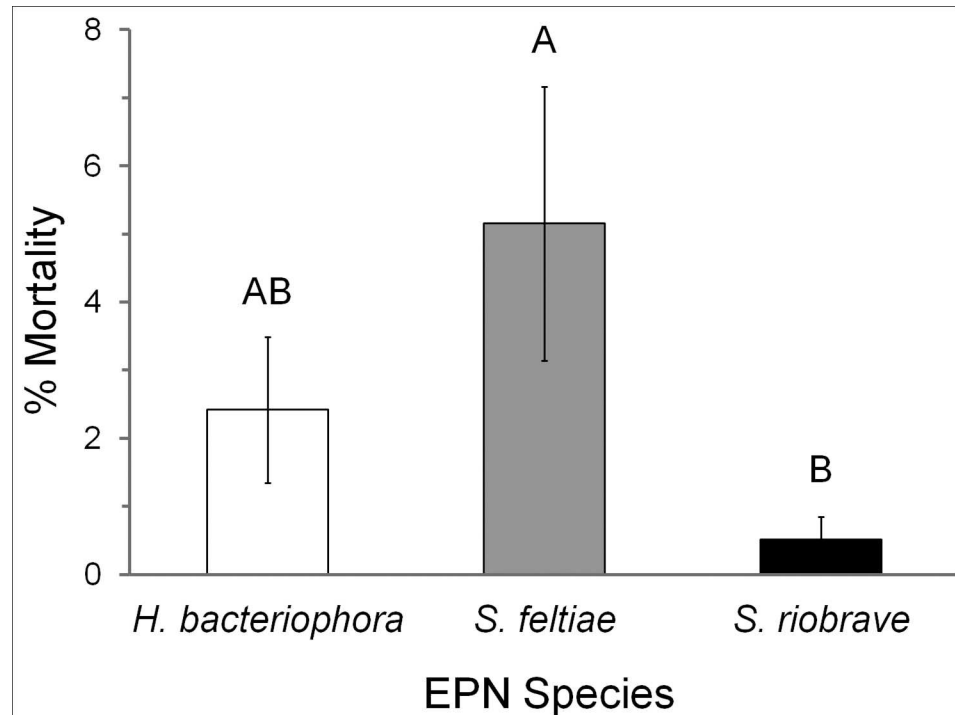 % Mortality
8
6
4
2
0
AB
A
B
H. bacteriophora
S. feltiae
S. riobrave
EPN Species